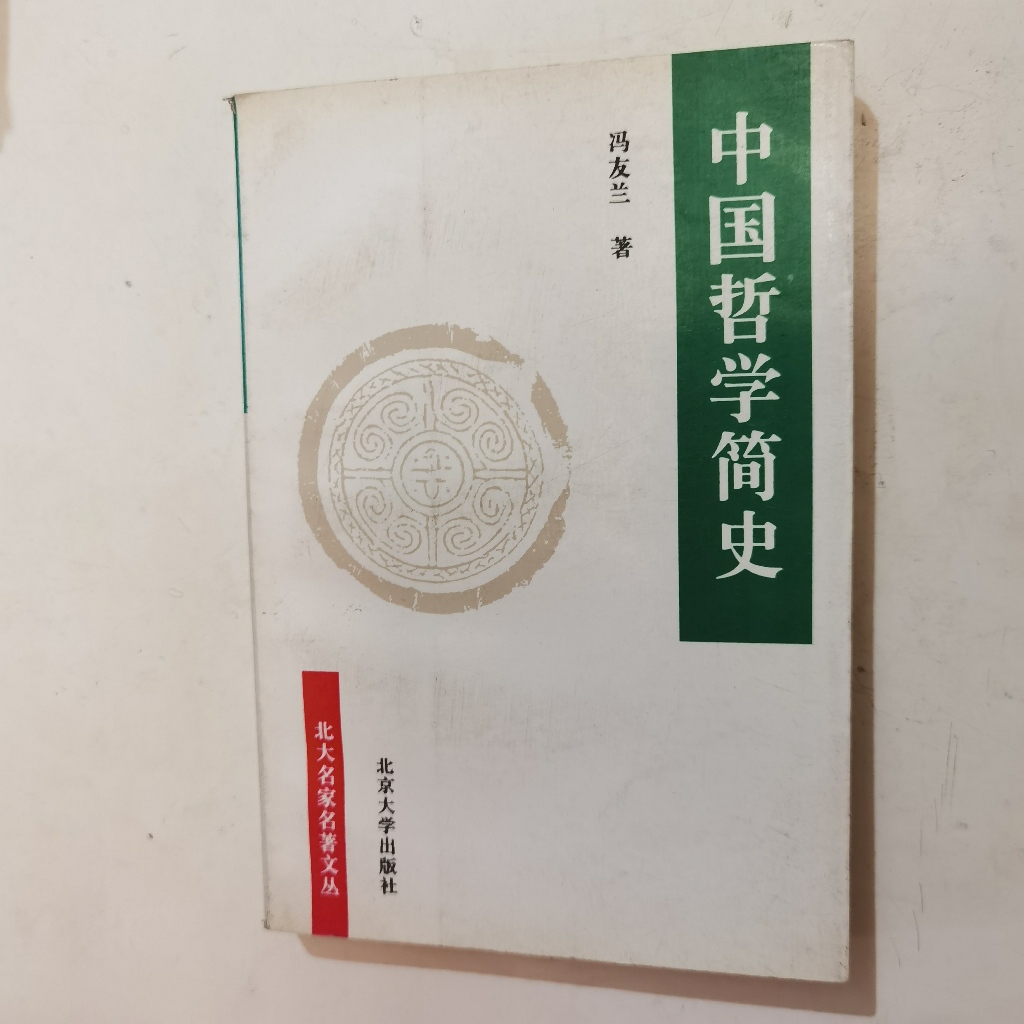 中国哲学简史
冯友兰 著
北京大学出版社
北大名家名著文丛